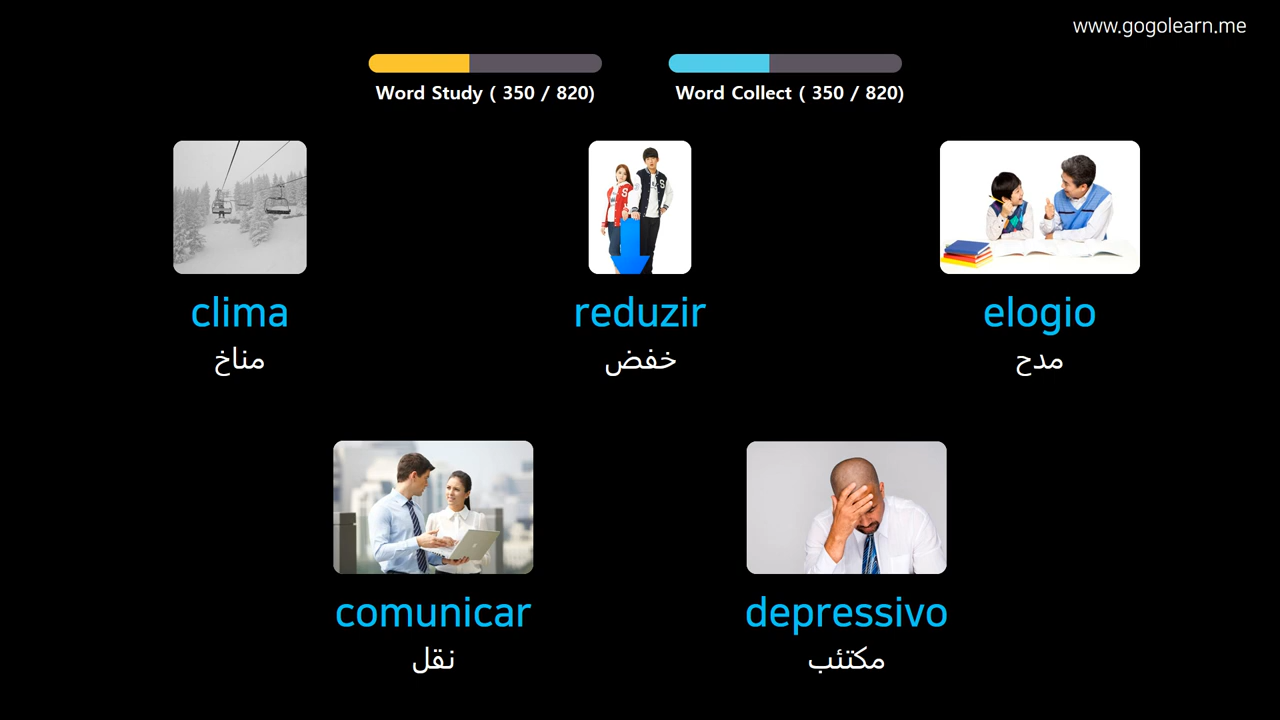 www.gogolearn.me
Word Study ( 350 / 820)
Word Collect ( 350 / 820)
clima
reduzir
elogio
مناخ
خفض
مدح
comunicar
depressivo
نقل
مكتئب